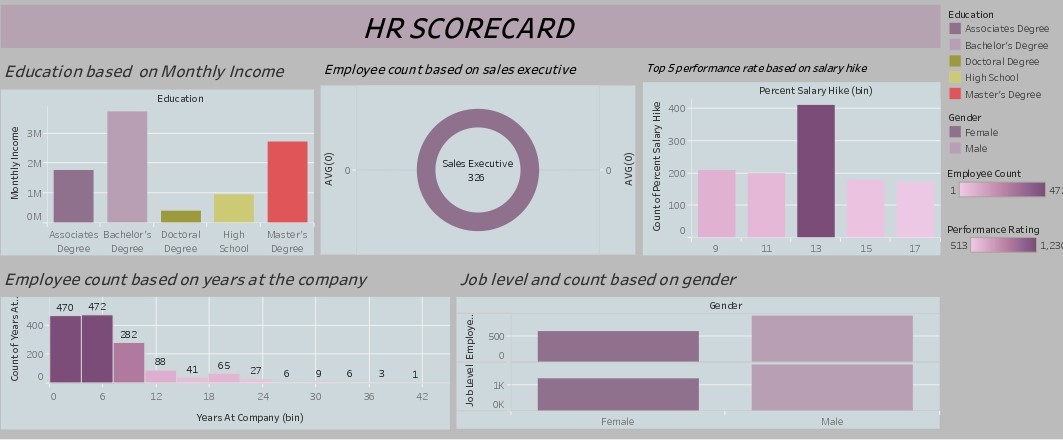 HR SCORECARD
Education based on Monthly Income
Education
Monthly Income
3M
2M
1M
0M
Associates Degree
Bachelor's Degree
Doctoral Degree
High School
Master's Degree
Employee count based on sales executive
AVG(0)
0
Sales Executive
326
0
AVG(0)
Top 5 performance rate based on salary hike
Percent Salary Hike (bin)
Count of Percent Salary Hike
400
300
200
100
0
9 11 13 15 17
Education
Associates Degree
Bachelor's Degree
Doctoral Degree
High School
Master's Degree
Gender
Female
Male
Employee Count
1 472
Performance Rating
513 1,230
Employee count based on years at the company
Count of Years At..
400
200
0
470 472 282 88 41 65 27 6 9 6 3 1
0 6 12 18 24 30 36 42
Years At Company (bin)
Job level and count based on gender
Gender
Employe..
500
0
Job Level
1K
0K
Female Male